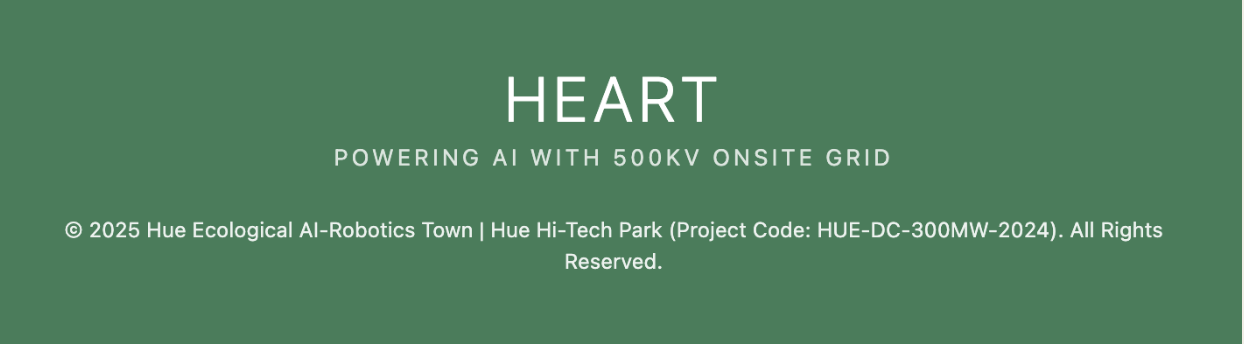 HEART
POWERING AI WITH 500KV ONSITE GRID
© 2025 Hue Ecological AI-Robotics Town | Hue Hi-Tech Park (Project Code: HUE-DC-300MW-2024). All Rights
Reserved.